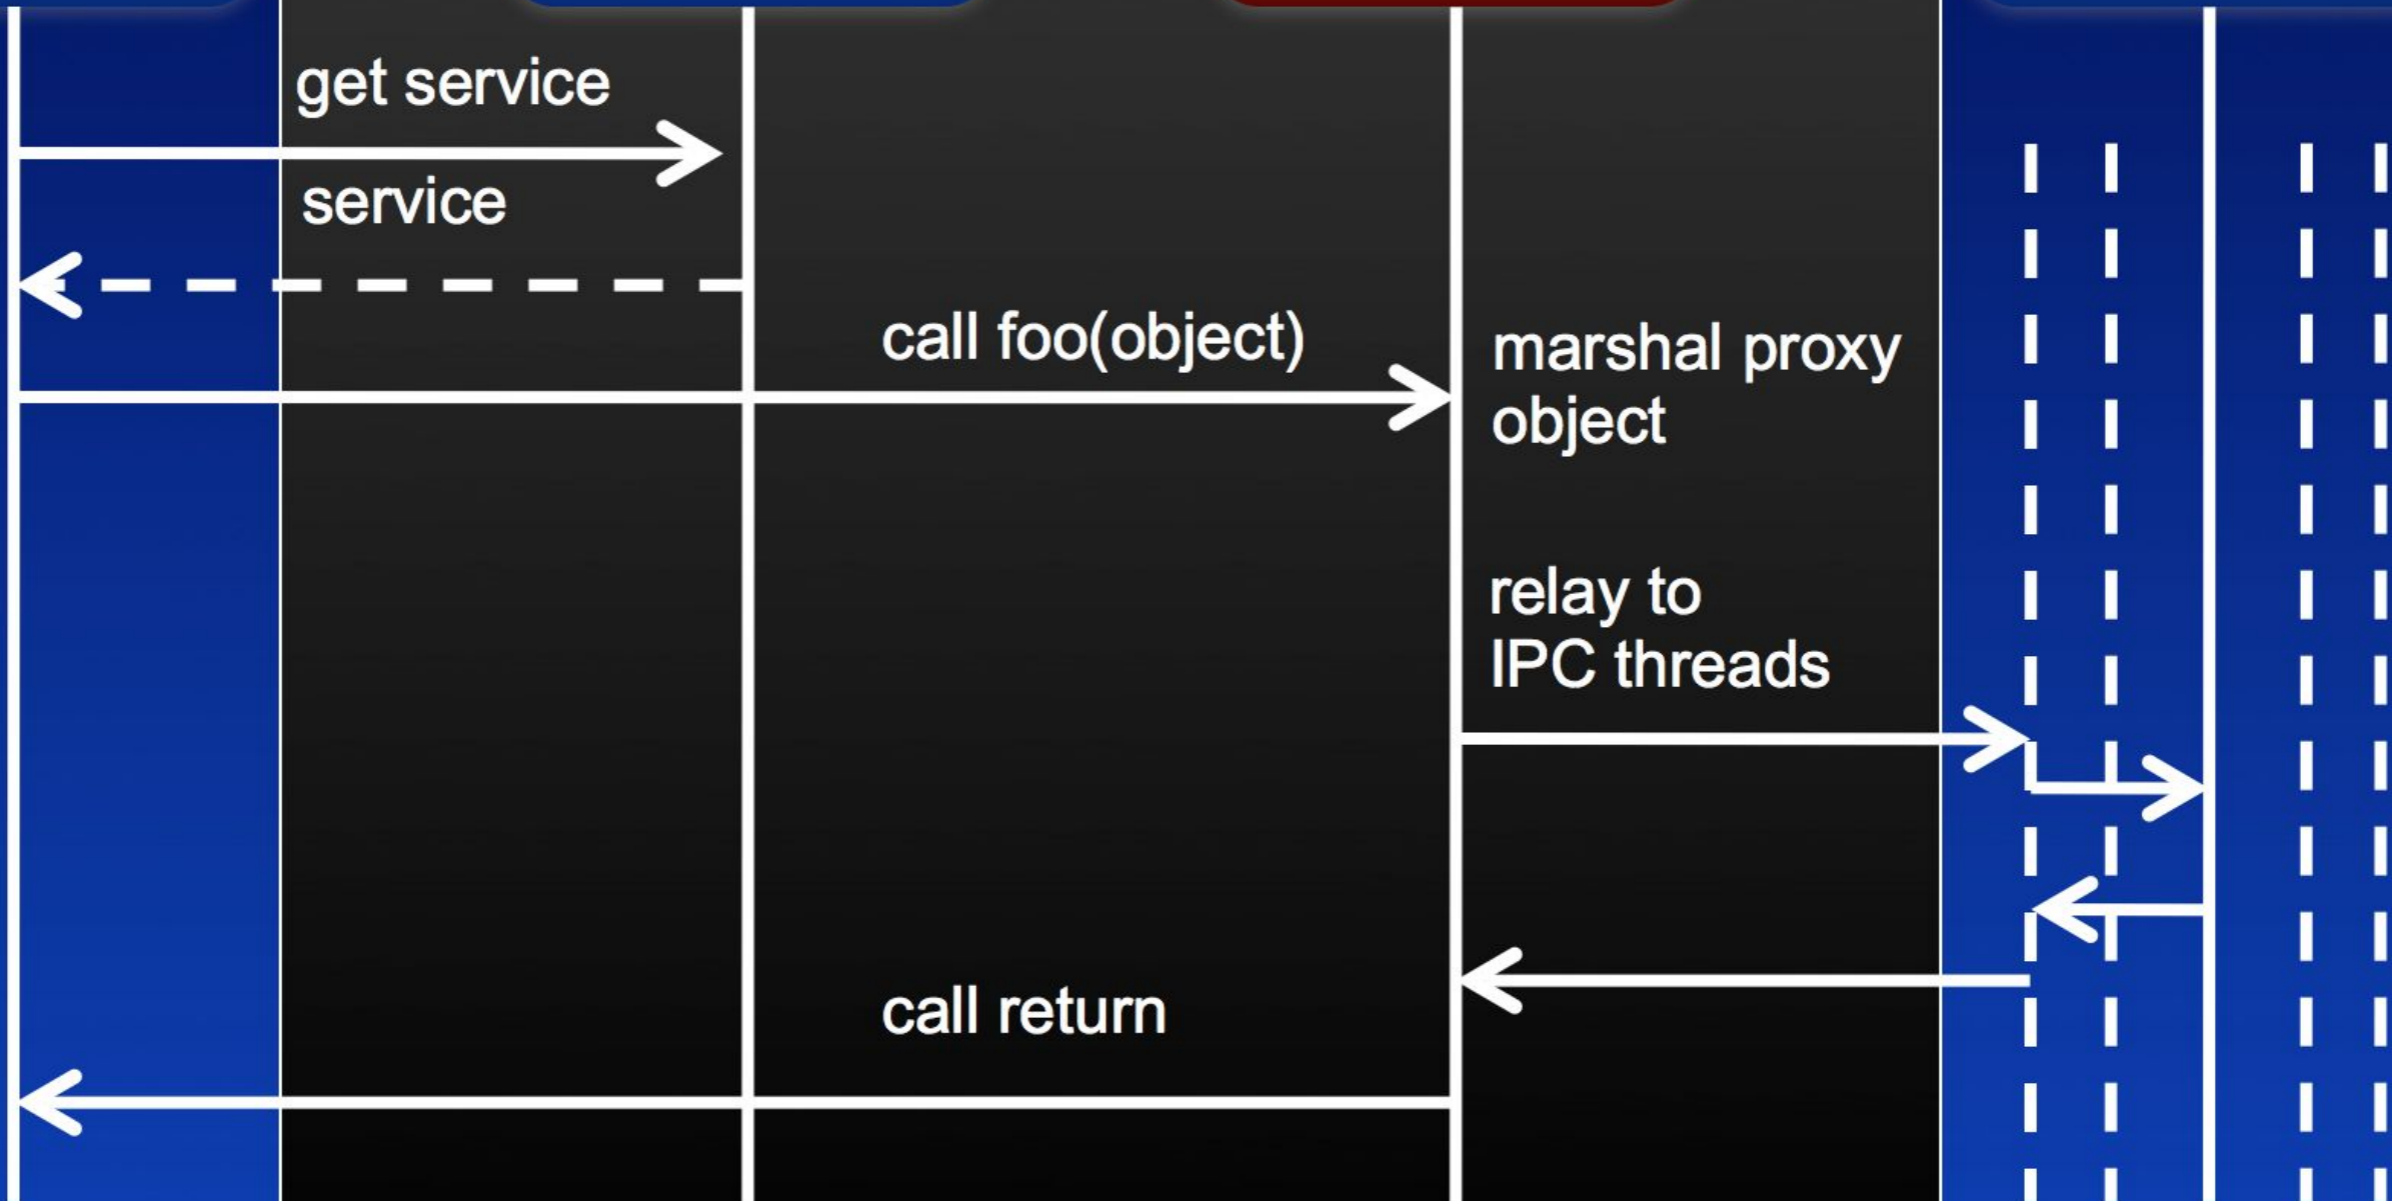 get service
service
call foo(object)
marshal proxy
object
relay to
IPC threads
call return